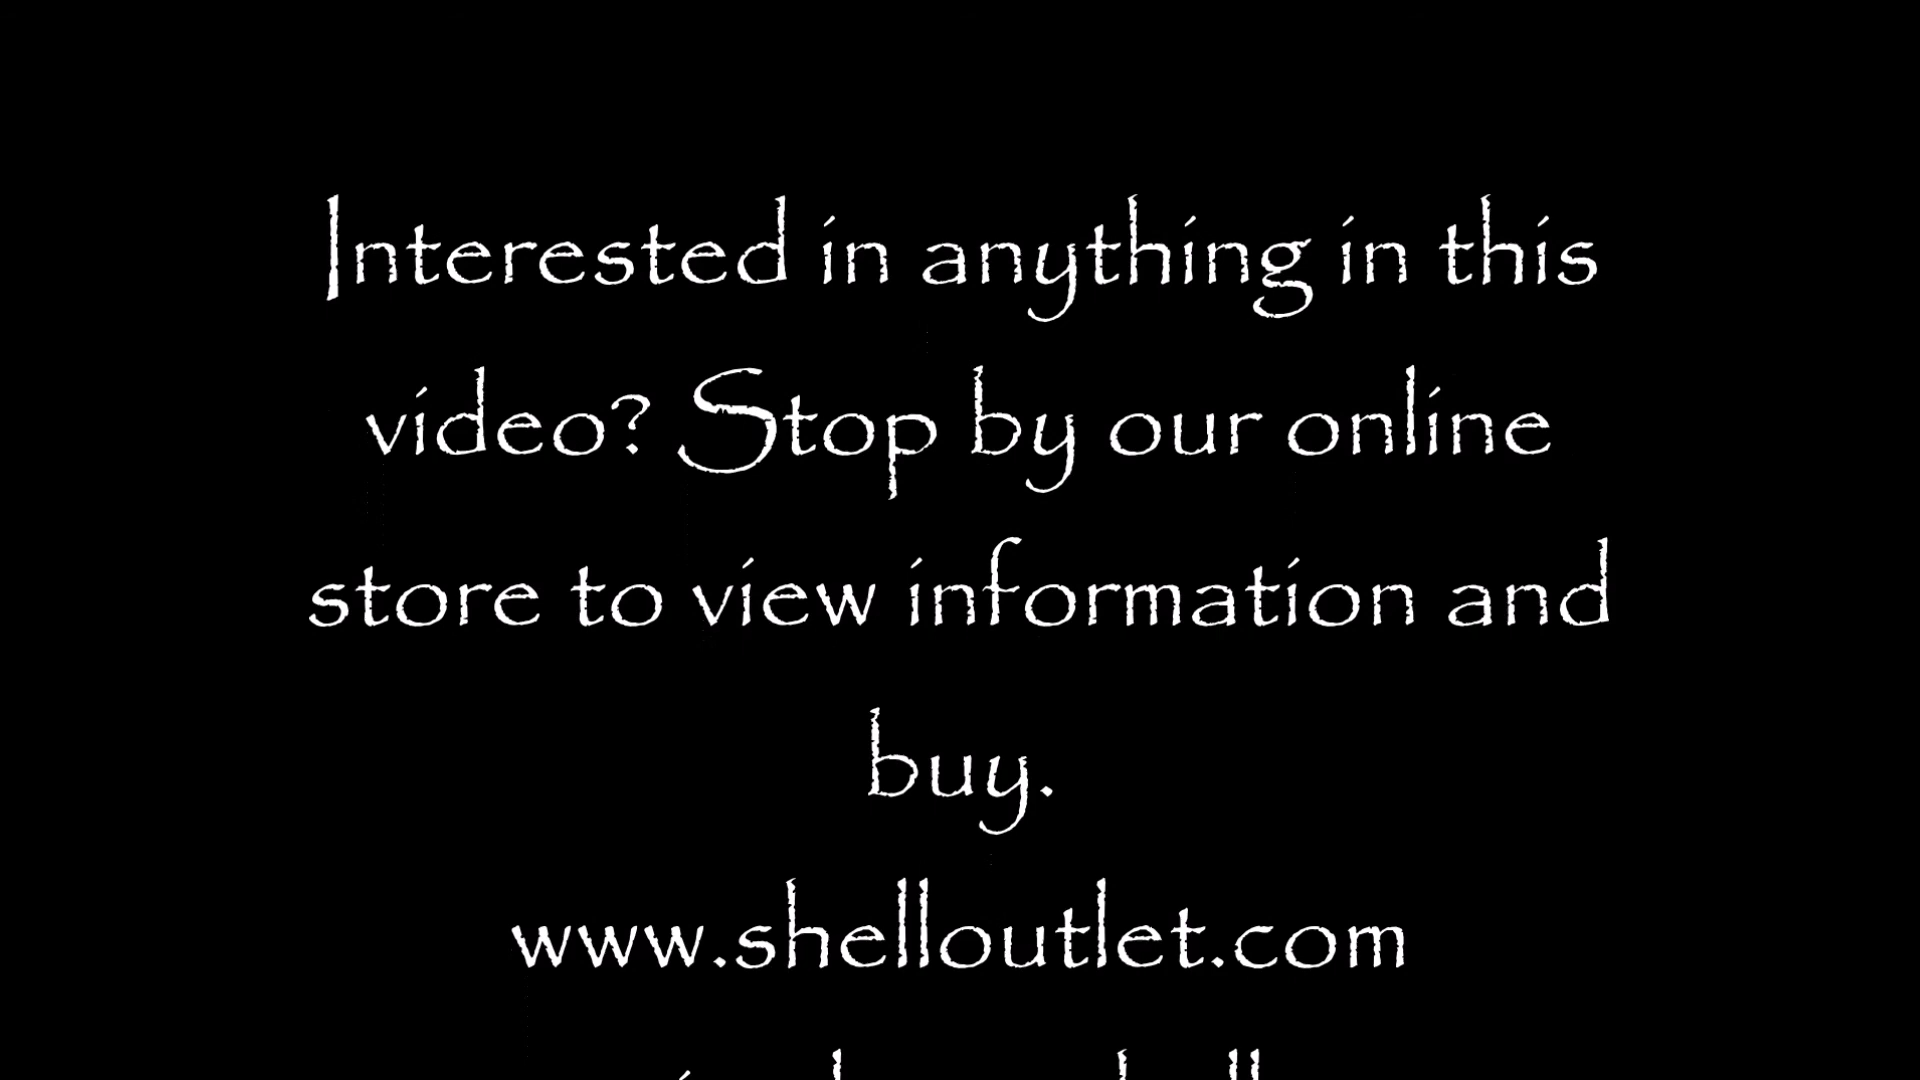 Interested in anything in this
video? Stop by our online
store to view information and
buy.
www.shelloutlet.com